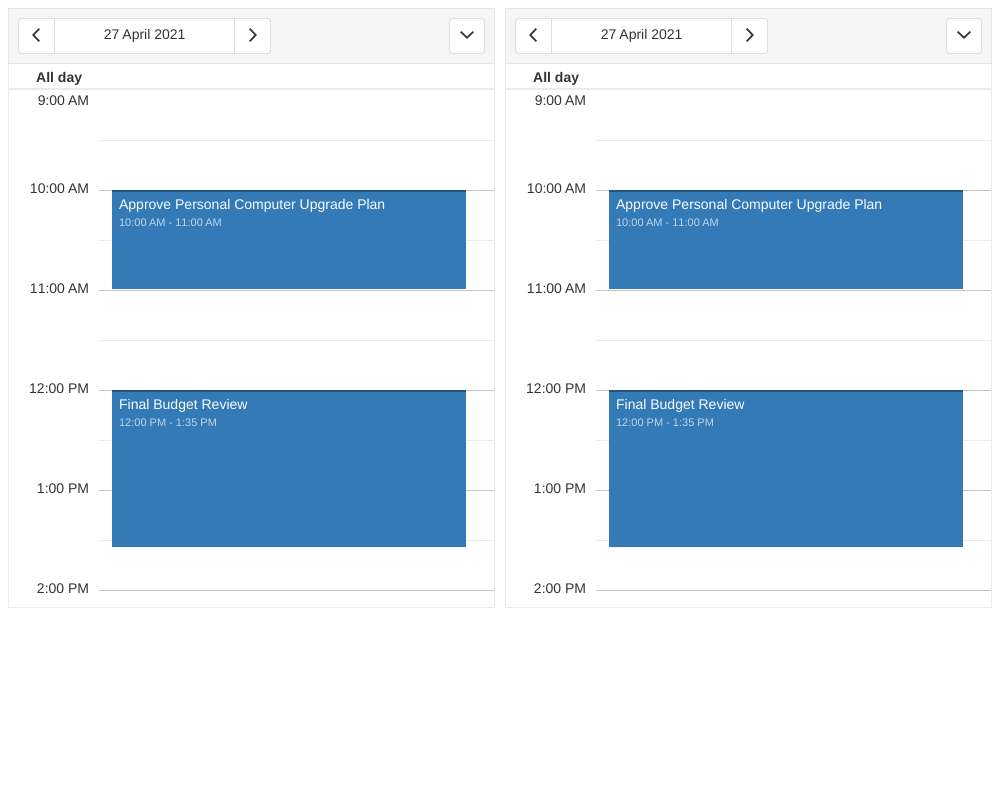 27 April 2021
All day
9:00 AM
10:00 AM
Approve Personal Computer Upgrade Plan
10:00 AM - 11:00 AM
11:00 AM
12:00 PM
Final Budget Review
12:00 PM - 1:35 PM
1:00 PM
2:00 PM
27 April 2021
All day
9:00 AM
10:00 AM
Approve Personal Computer Upgrade Plan
10:00 AM - 11:00 AM
11:00 AM
12:00 PM
Final Budget Review
12:00 PM - 1:35 PM
1:00 PM
2:00 PM